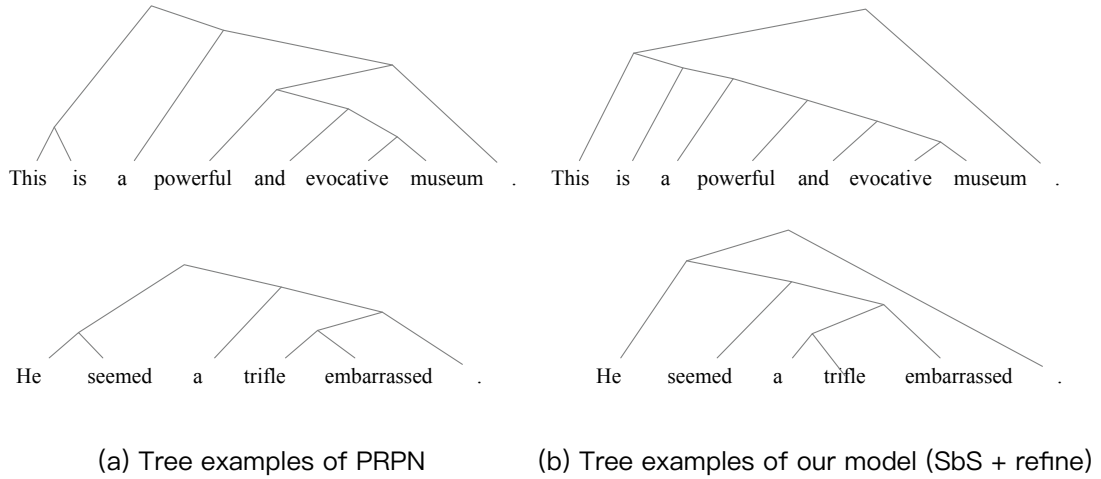 This is a powerful and evocative museum .
This is a powerful and evocative museum .
He seemed a trifle embarrassed .
He seemed a trifle embarrassed .
(a) Tree examples of PRPN
(b) Tree examples of our model (SbS + refine)